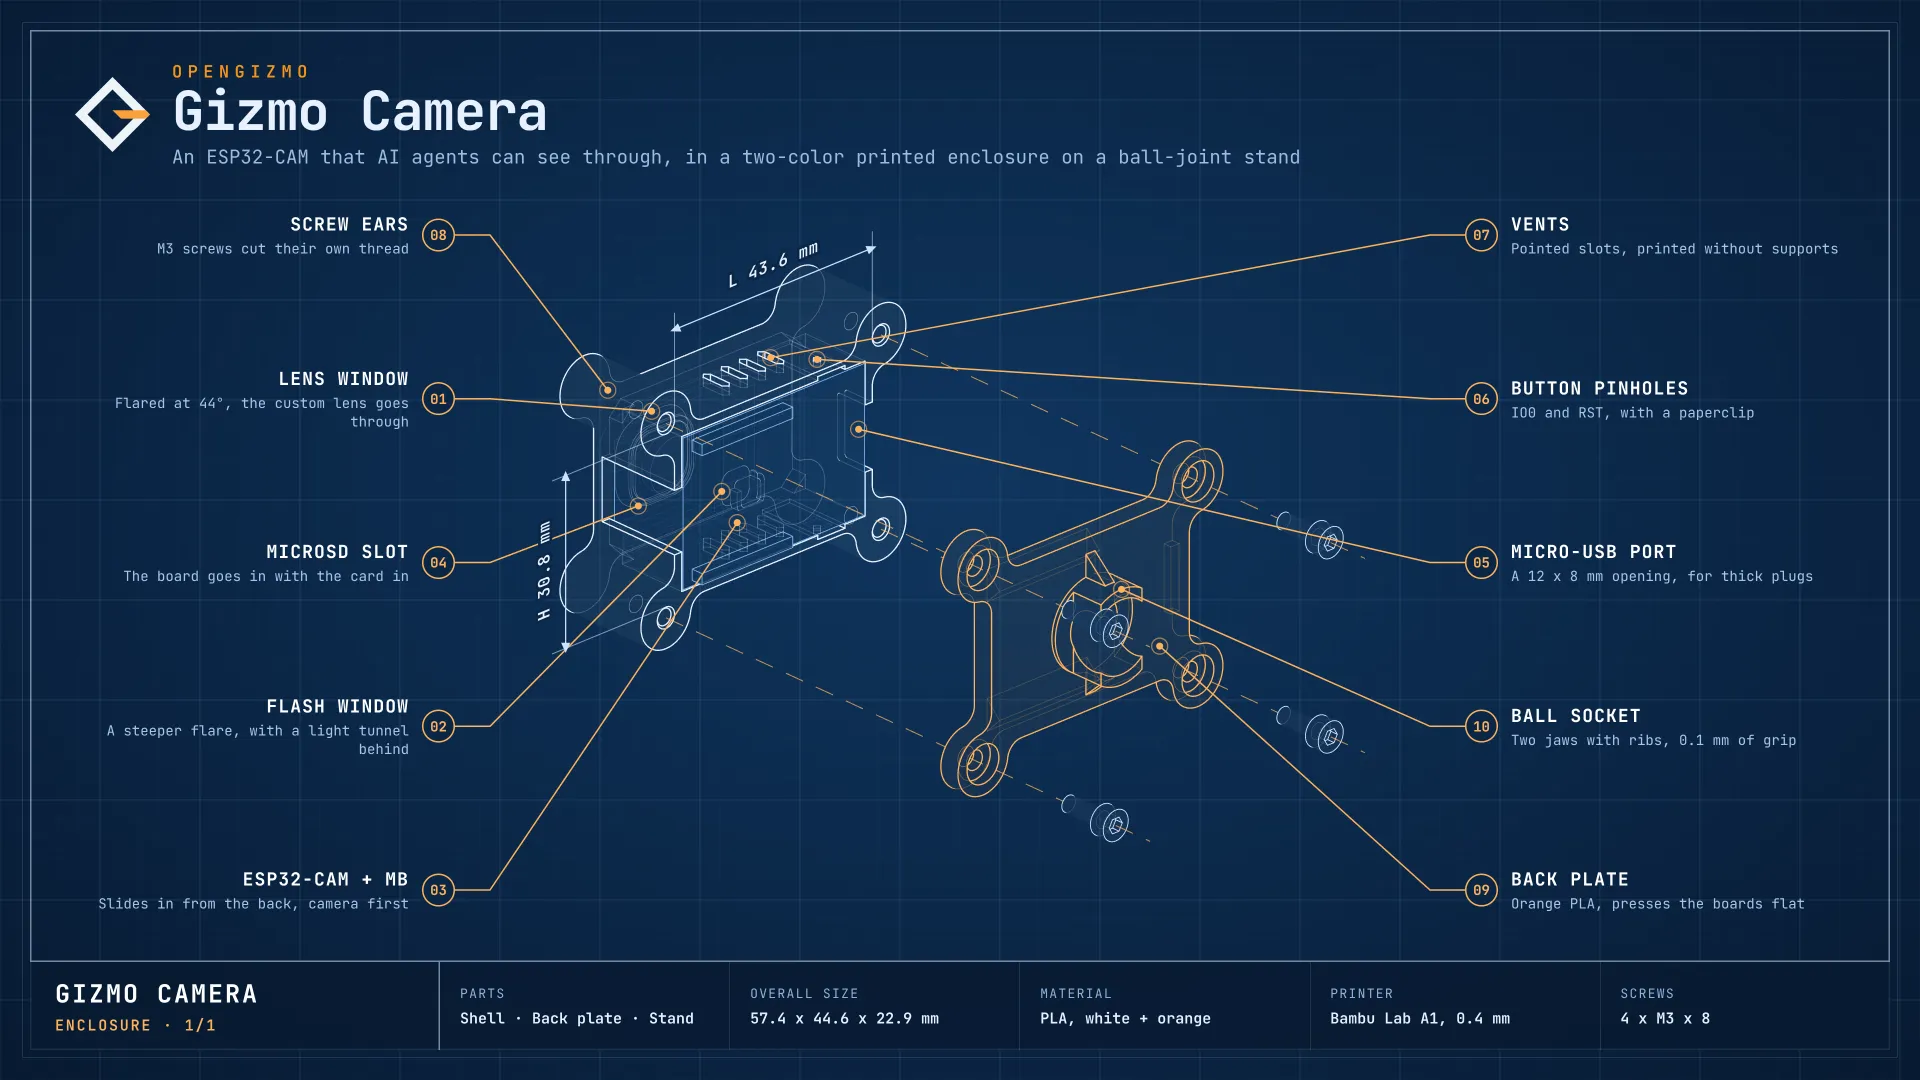 OPENGIZMO
Gizmo Camera
An ESP32-CAM that AI agents can see through, in a two-color printed enclosure on a ball-joint stand
SCREW EARS
M3 screws cut their own thread
08
LENS WINDOW
Flared at 44°, the custom lens goes
through
01
MICROSD SLOT
The board goes in with the card in
04
FLASH WINDOW
A steeper flare, with a light tunnel
behind
02
ESP32-CAM + MB
Slides in from the back, camera first
03
L 43.6 mm
H 30.8 mm
07
VENTS
Pointed slots, printed without supports
06
BUTTON PINHOLES
IO0 and RST, with a paperclip
05
MICRO-USB PORT
A 12 x 8 mm opening, for thick plugs
10
BALL SOCKET
Two jaws with ribs, 0.1 mm of grip
09
BACK PLATE
Orange PLA, presses the boards flat
GIZMO CAMERA
ENCLOSURE · 1/1
PARTS
Shell · Back plate · Stand
OVERALL SIZE
57.4 x 44.6 x 22.9 mm
MATERIAL
PLA, white + orange
PRINTER
Bambu Lab A1, 0.4 mm
SCREWS
4 x M3 x 8